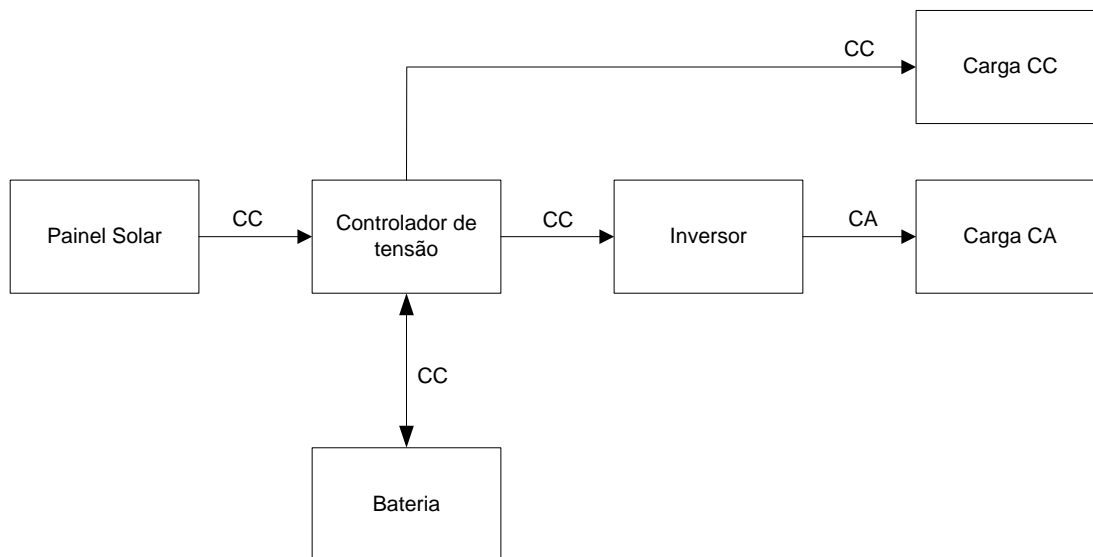 CC
Carga CC
Painel Solar
CC
Controlador de
tensão
CC
Inversor
CA
Carga CA
CC
Bateria